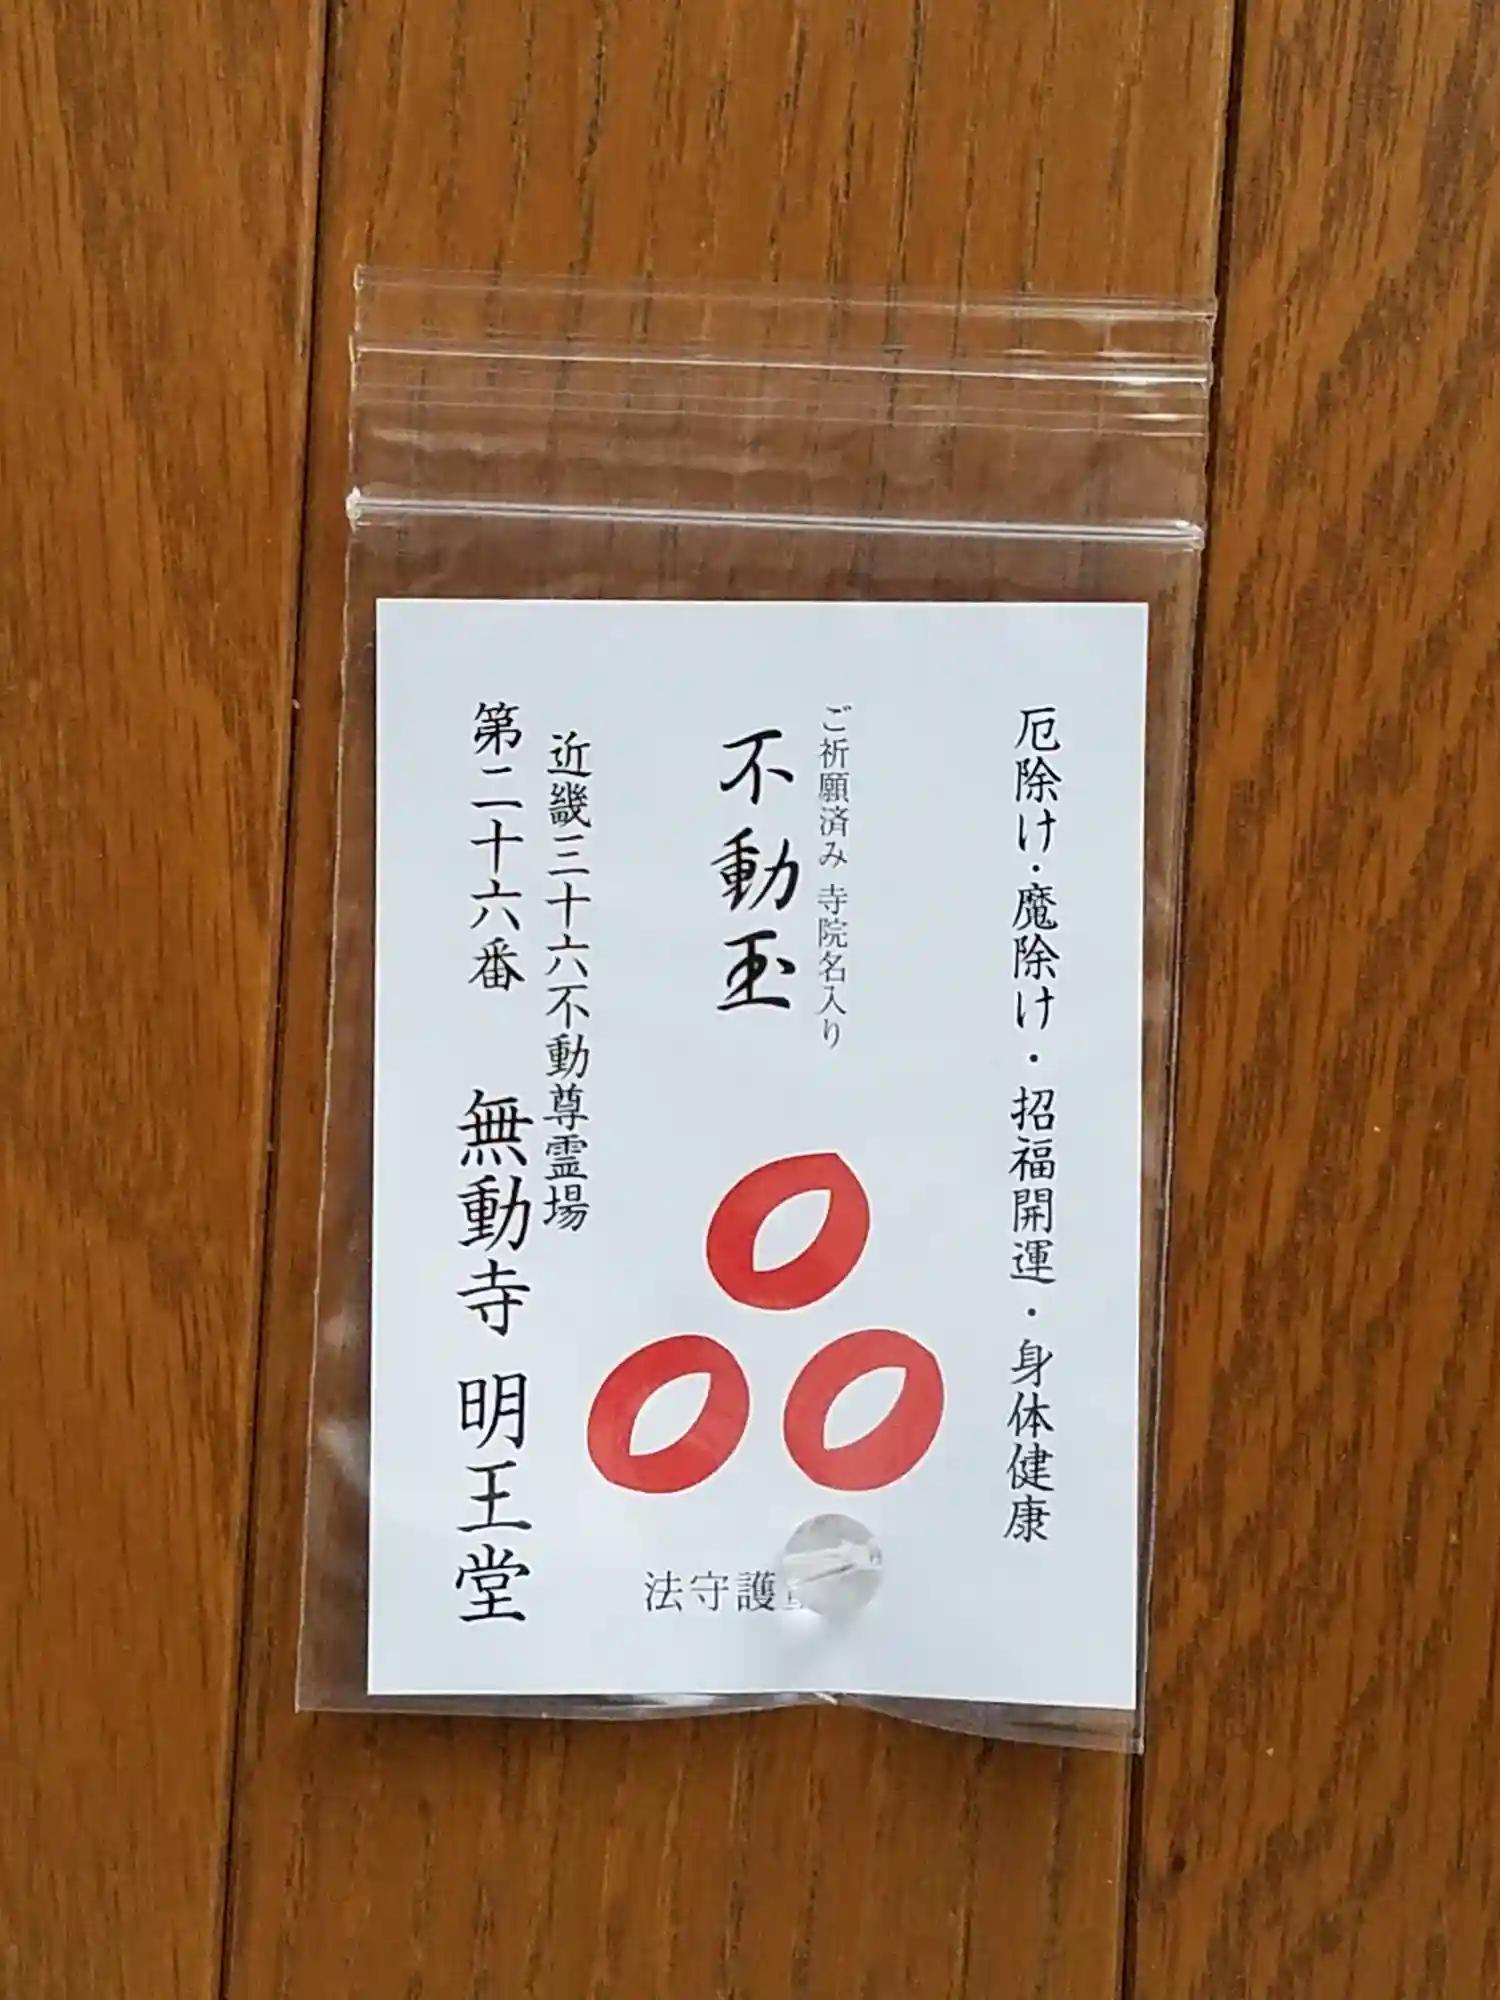 厄除け・魔除け・招福開運・身体健康
ご祈願済み 寺院名入り
不動玉
近畿三十六不動尊霊場
第二十六番 無動寺 明王堂
法守護